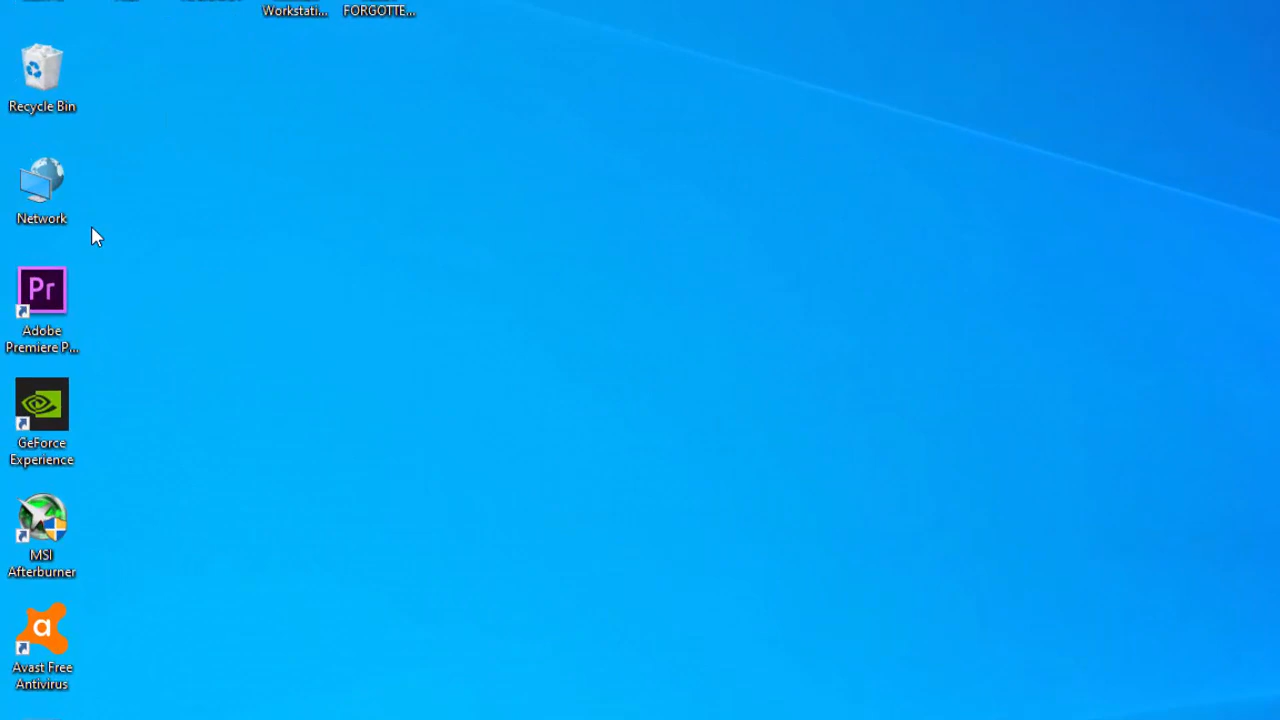 Workstati...
FORGOTTE...
Recycle Bin
Network
Pr
Adobe
Premiere P...
GeForce
Experience
MSI
Afterburner
a
Avast Free
Antivirus